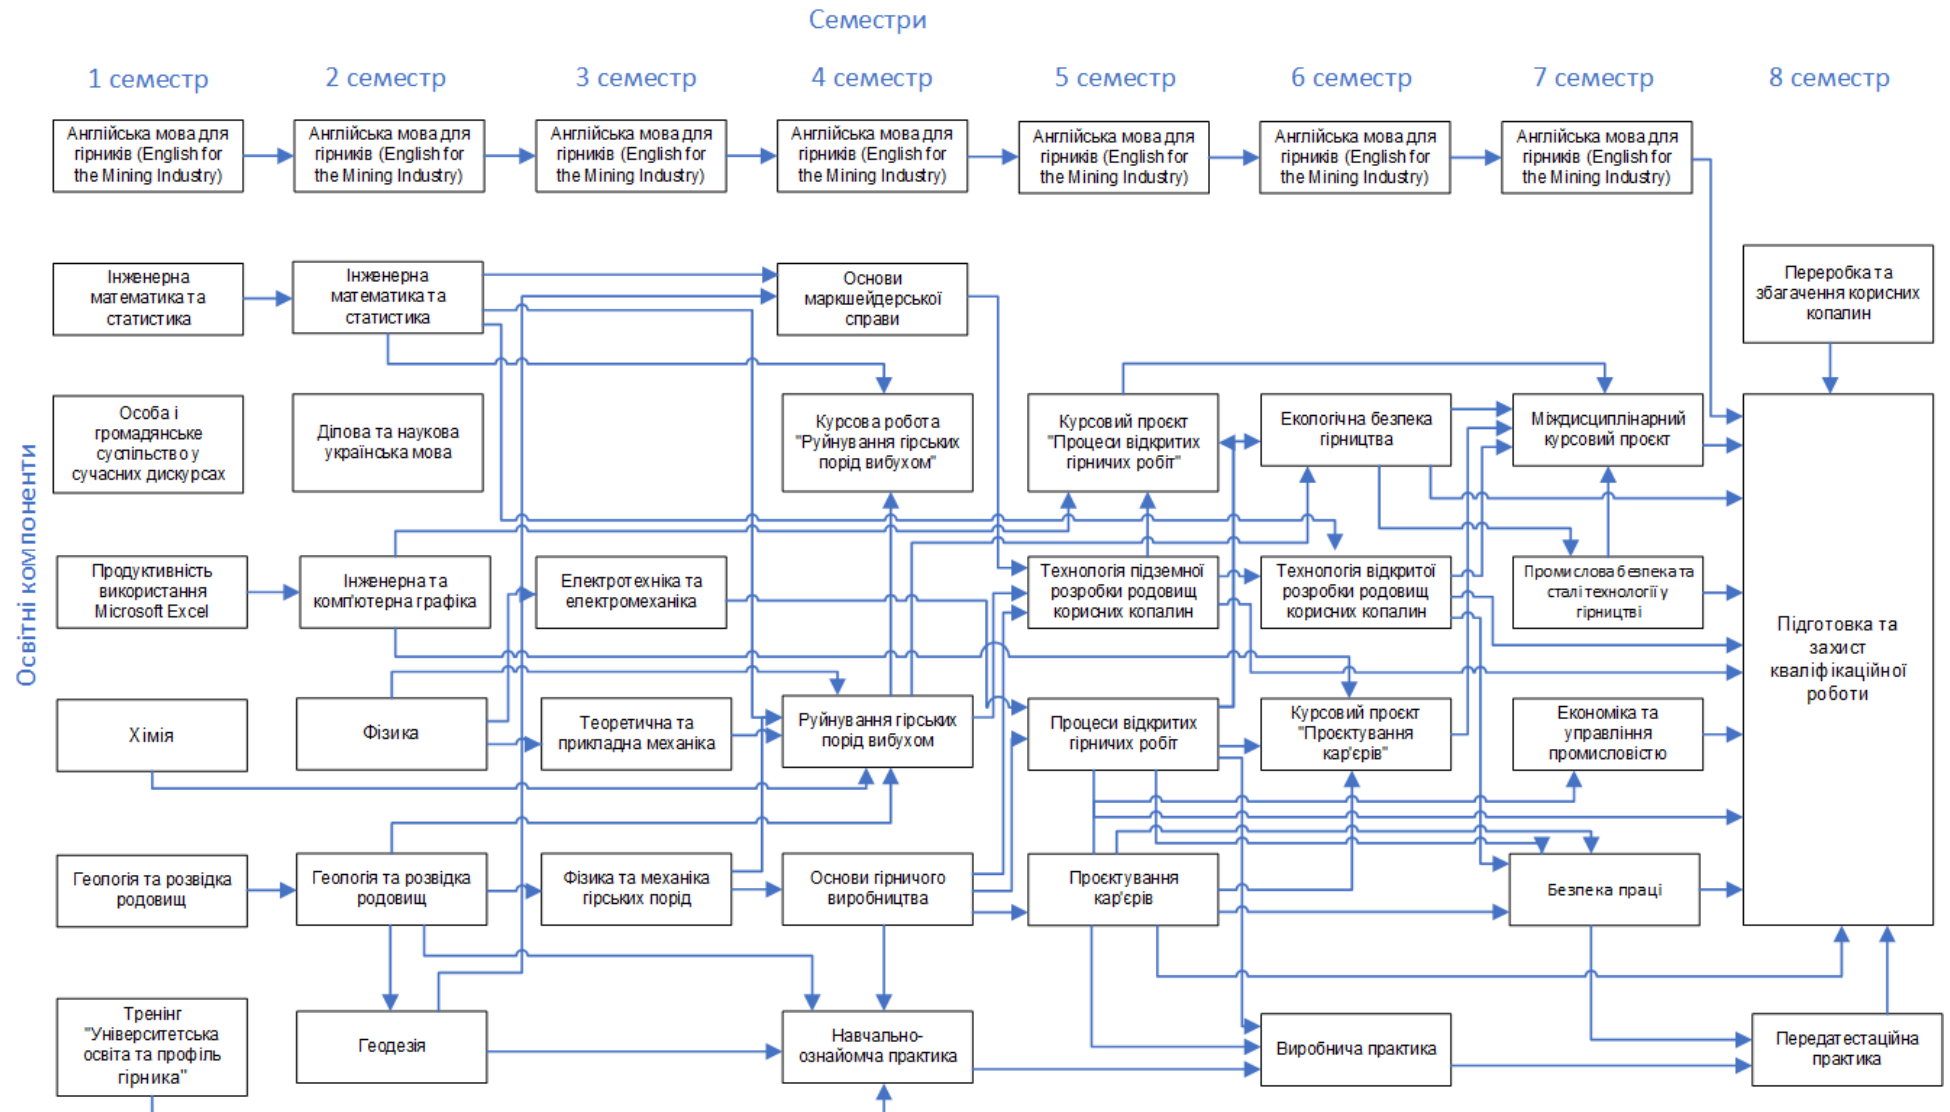 Семестри
1 семестр
2 семестр
3 семестр
4 семестр
5 семестр
6 семестр
7 семестр
8 семестр
Освітні компоненти
Англійська мова для
гірників (English for
the Mining Industry)
Англійська мова для
гірників (English for
the Mining Industry)
Англійська мова для
гірників (English for
the Mining Industry)
Англійська мова для
гірників (English for
the Mining Industry)
Англійська мова для
гірників (English for
the Mining Industry)
Англійська мова для
гірників (English for
the Mining Industry)
Англійська мова для
гірників (English for
the Mining Industry)
Інженерна
математика та
статистика
Інженерна
математика та
статистика
Основи
маркшейдерської
справи
Переробка та
збагачення корисних
копалин
Особа і
громадянське
суспільство у
сучасних дискурсах
Ділова та наукова
українська мова
Курсова робота
"Руйнування гірських
порід вибухом"
Курсовий проєкт
"Процеси відкритих
гірничих робіт"
Екологічна безпека
гірництва
Міждисциплінарний
курсовий проєкт
Продуктивність
використання
Microsoft Excel
Інженерна та
комп'ютерна графіка
Електротехніка та
електромеханіка
Технологія підземної
розробки родовищ
корисних копалин
Технологія відкритої
розробки родовищ
корисних копалин
Промислова безпека та
сталі технології у
гірництві
Підготовка та
захист
кваліфікаційної
роботи
Хімія
Фізика
Теоретична та
прикладна механіка
Руйнування гірських
порід вибухом
Процеси відкритих
гірничих робіт
Курсовий проєкт
"Проєктування
кар'єрів"
Економіка та
управління
промисловістю
Геологія та розвідка
родовищ
Геологія та розвідка
родовищ
Фізика та механіка
гірських порід
Основи гірничого
виробництва
Проєктування
кар'єрів
Безпека праці
Тренінг
"Університетська
освіта та профіль
гірника"
Геодезія
Навчально-
ознайомча практика
Виробнича практика
Передатестаційна
практика